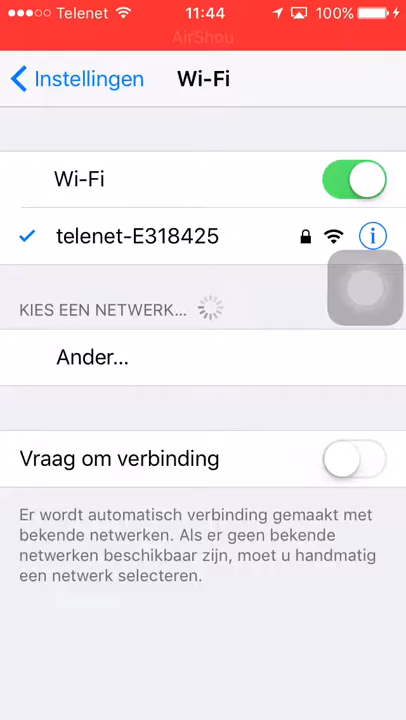 Telenet 11:44 100%
AirShou
Instellingen Wi-Fi
Wi-Fi
telenet-E318425
KIES EEN NETWERK...
Ander...
Vraag om verbinding
Er wordt automatisch verbinding gemaakt met
bekende netwerken. Als er geen bekende
netwerken beschikbaar zijn, moet u handmatig
een netwerk selecteren.